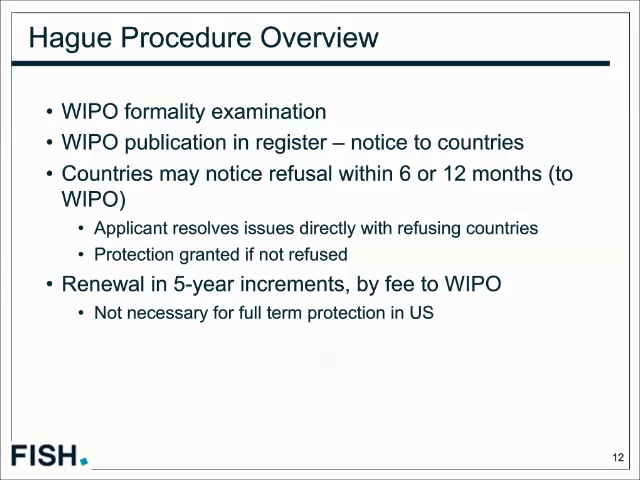 Hague Procedure Overview
• WIPO formality examination
• WIPO publication in register – notice to countries
• Countries may notice refusal within 6 or 12 months (to
WIPO)
• Applicant resolves issues directly with refusing countries
• Protection granted if not refused
• Renewal in 5-year increments, by fee to WIPO
• Not necessary for full term protection in US
FISH.
12